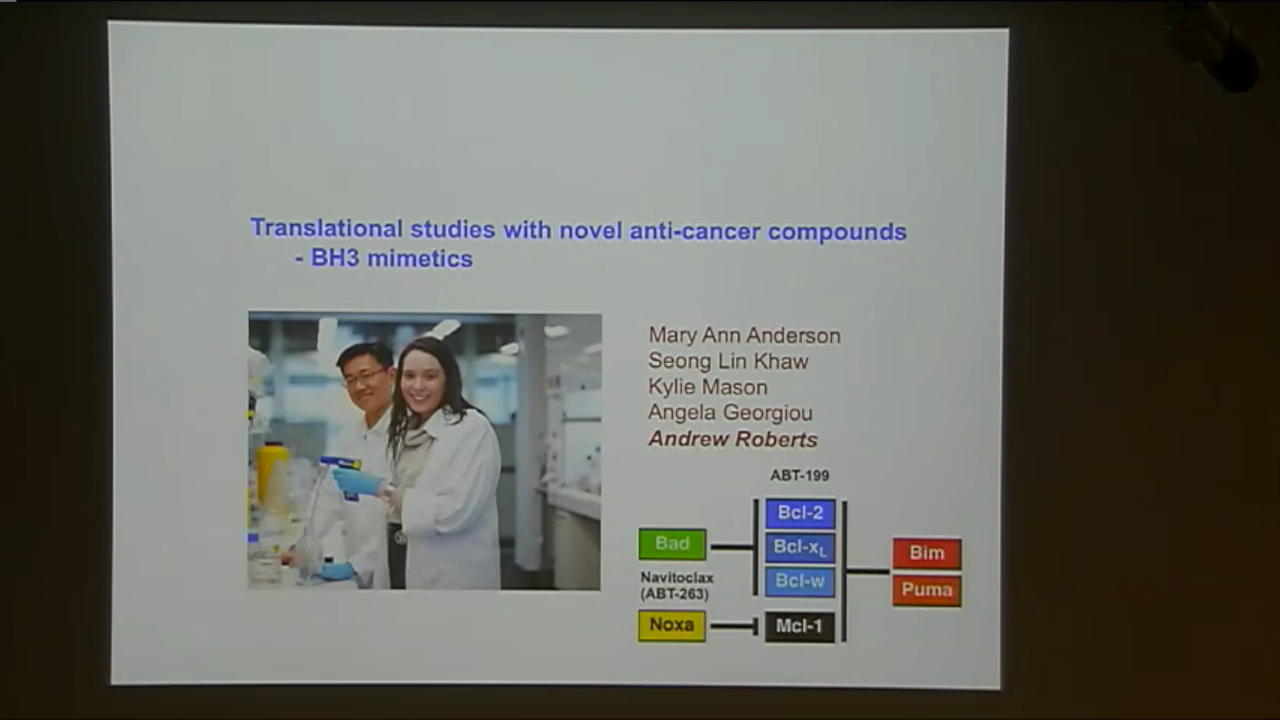 Translational studies with novel anti-cancer compounds
- BH3 mimetics
Mary Ann Anderson
Seong Lin Khaw
Kylie Mason
Angela Georgiou
Andrew Roberts
ABT-199
Bcl-2
Bad
Bcl-xL
Bim
Navitoclax
(ABT-263)
Bcl-w
Puma
Noxa
Mcl-1